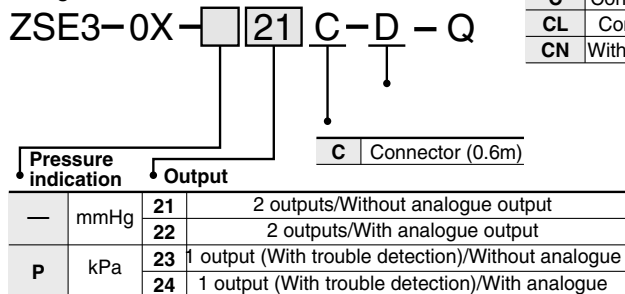 ZSE3-0X- 21 C-D-Q
CL Con
CN With
C Connector (0.6m)
Pressure indication
Output
— mmHg
21 2 outputs/Without analogue output
22 2 outputs/With analogue output
P kPa
23 1 output (With trouble detection)/Without analogue
24 1 output (With trouble detection)/With analogue